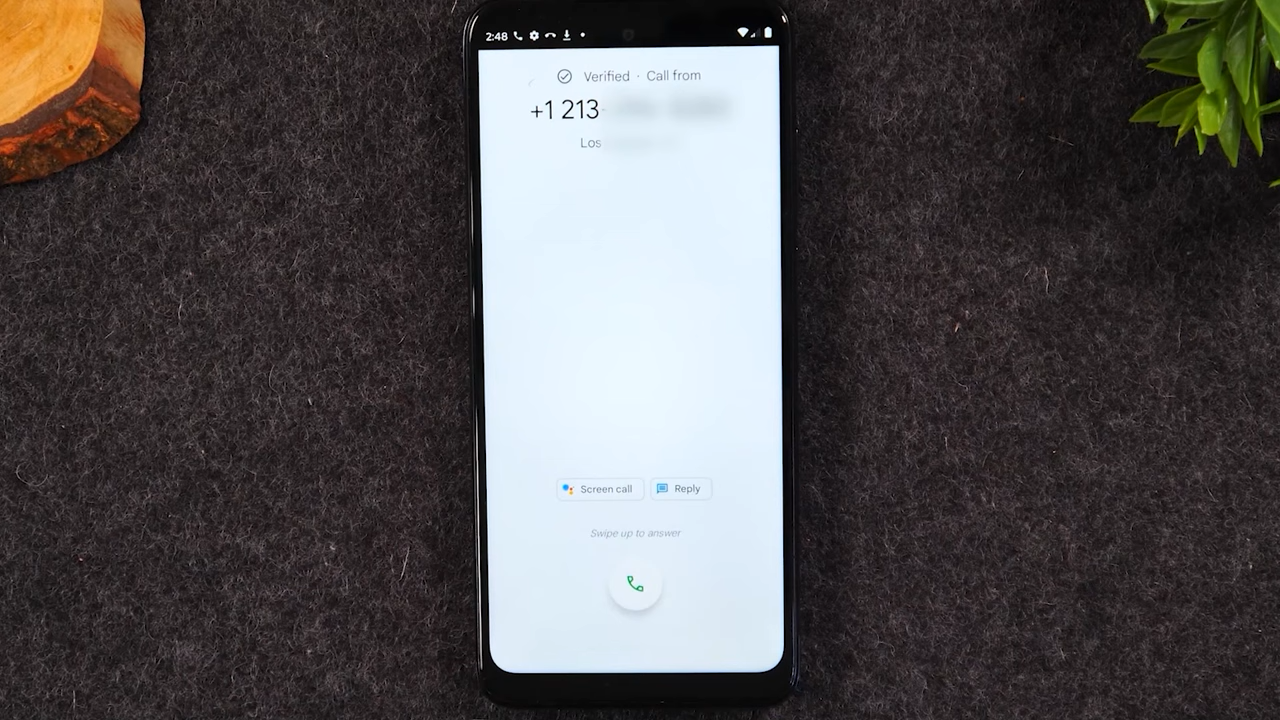 2:48
Verified · Call from
+1 213-
Los
Screen call
Reply
Swipe up to answer